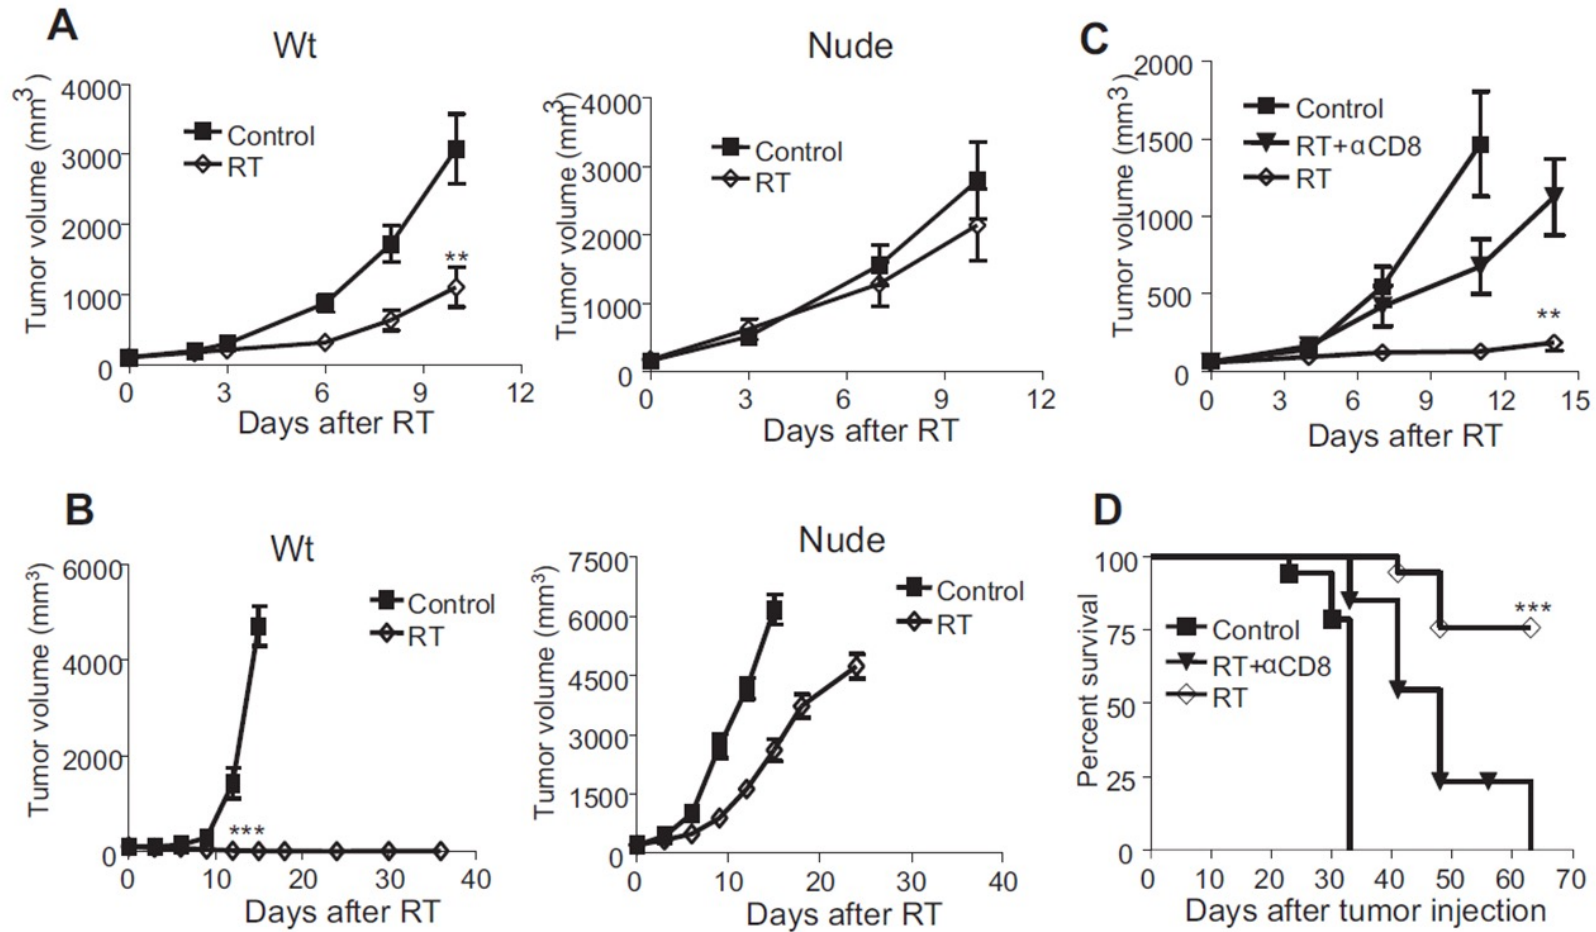 A
Wt
Tumor volume (mm³)
4000
3000
2000
1000
0
Control
RT
**
0 3 6 9 12
Days after RT
Nude
Tumor volume (mm³)
4000
3000
2000
1000
0
Control
RT
0 3 6 9 12
Days after RT
C
Tumor volume (mm³)
2000
1500
1000
500
0
Control
RT+αCD8
RT
**
0 3 6 9 12 15
Days after RT
B
Wt
Tumor volume (mm³)
6000
4000
2000
0
Control
RT
***
0 10 20 30 40
Days after RT
Nude
Tumor volume (mm³)
7500
6000
4500
3000
1500
0
Control
RT
0 10 20 30 40
Days after RT
D
Percent survival
100
75
50
25
0
Control
RT+αCD8
RT
***
0 10 20 30 40 50 60 70
Days after tumor injection